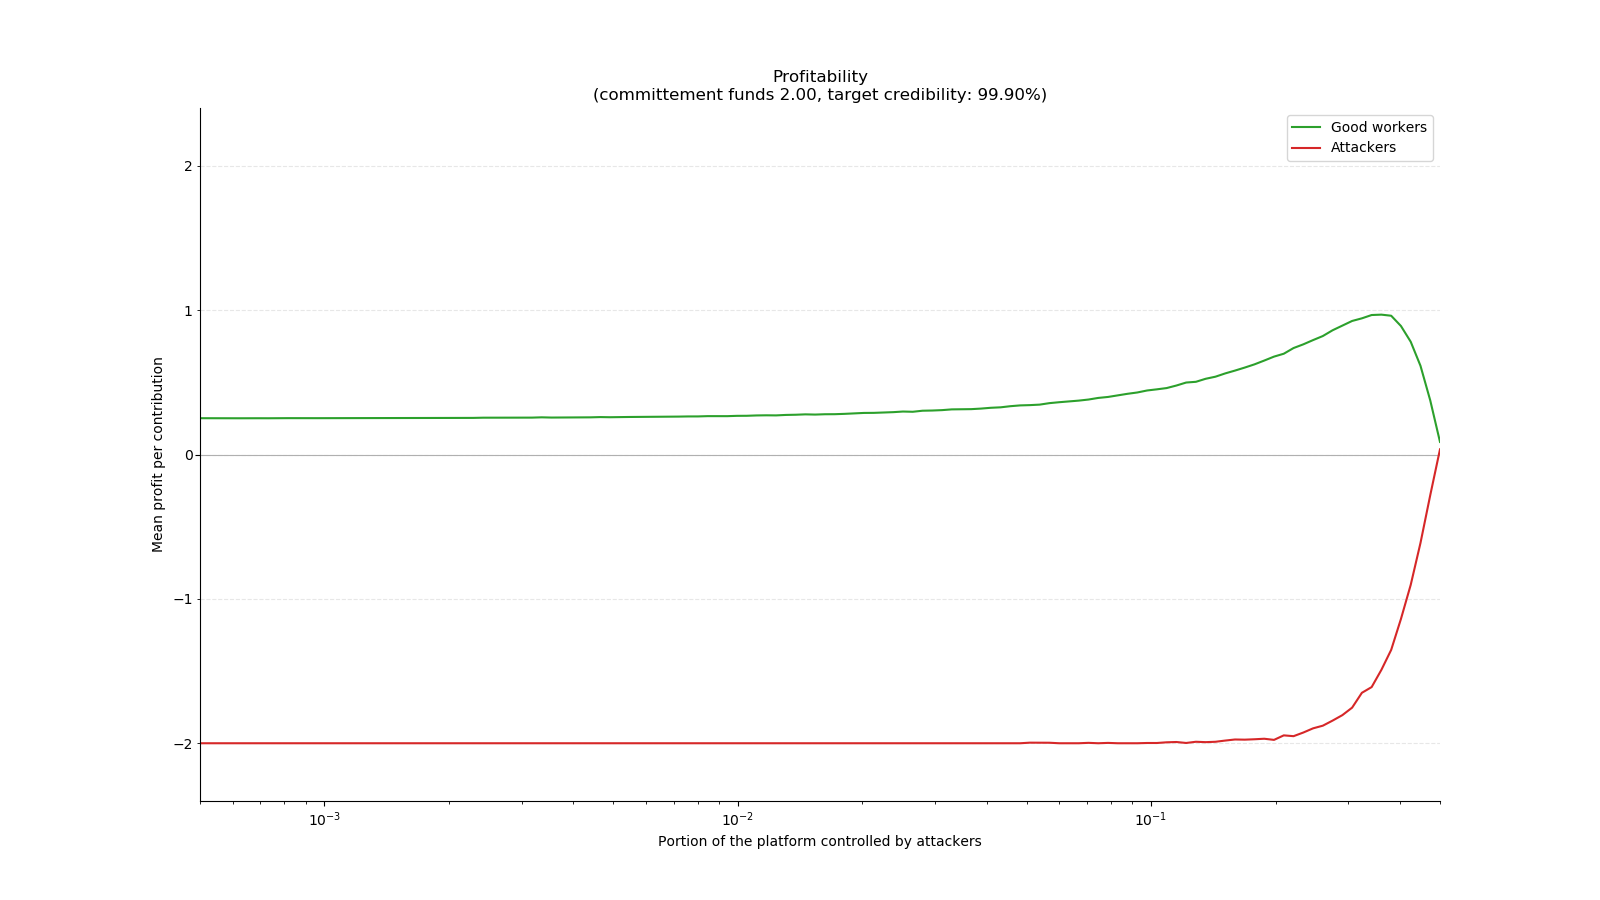 Profitability
(committement funds 2.00, target credibility: 99.90%)
Good workers
Attackers
2
1
0
−1
−2
Mean profit per contribution
10⁻³
10⁻²
10⁻¹
Portion of the platform controlled by attackers